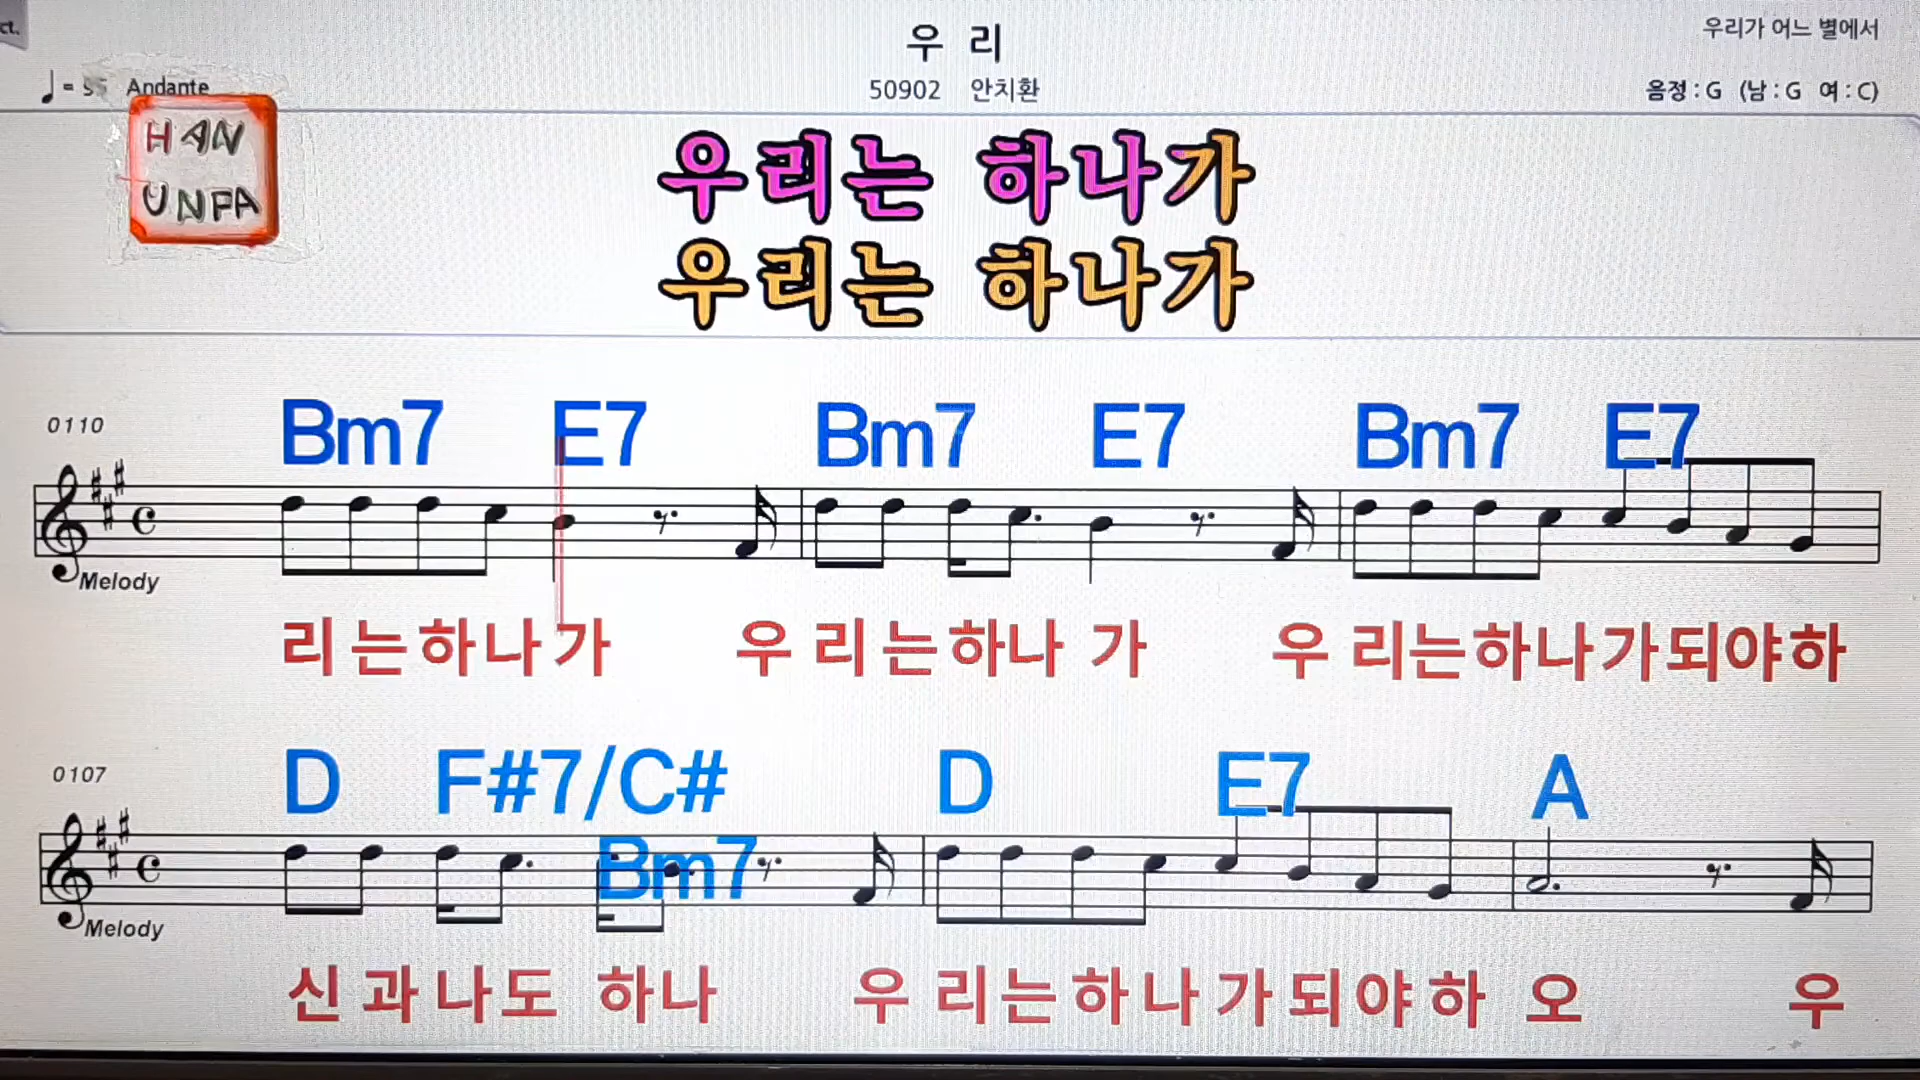 ct.
우 리
우리가 어느 별에서
♩ = 95 Andante
50902 안치환
음정 : G (남 : G 여 : C)
HAN
UNPA
우리는 하나가
우리는 하나가
0110
Bm7 E7 Bm7 E7 Bm7 E7
Melody
리는하나가 우리는하나가 우리는하나가되야하
0107
D F#7/C# Bm7 D E7 A
Melody
신과나도하나 우리는하나가되야하오 우